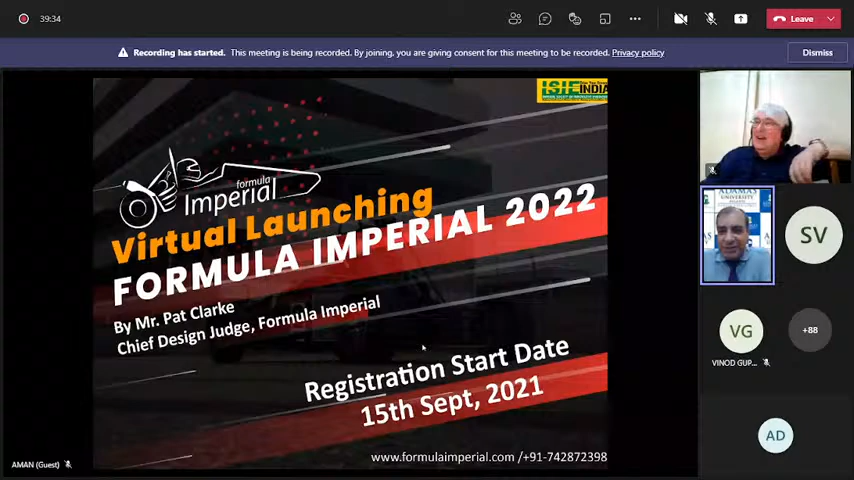 39:34
Leave
Recording has started. This meeting is being recorded. By joining, you are giving consent for this meeting to be recorded. Privacy policy
Dismiss
ISIE
INDIA
formula
Imperial
Virtual Launching
FORMULA IMPERIAL 2022
By Mr. Pat Clarke
Chief Design Judge, Formula Imperial
Registration Start Date
15th Sept, 2021
www.formulaimperial.com /+91-742872398
AMAN (Guest)
ADAMAS
UNIVERSITY
SV
VG
VINOD GUP...
+88
AD